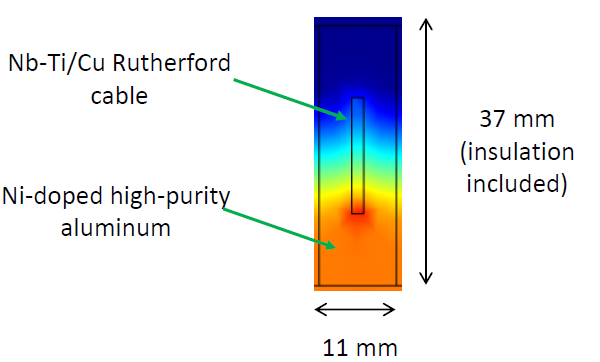 Nb-Ti/Cu Rutherford
cable
Ni-doped high-purity
aluminum
37 mm
(insulation
included)
11 mm